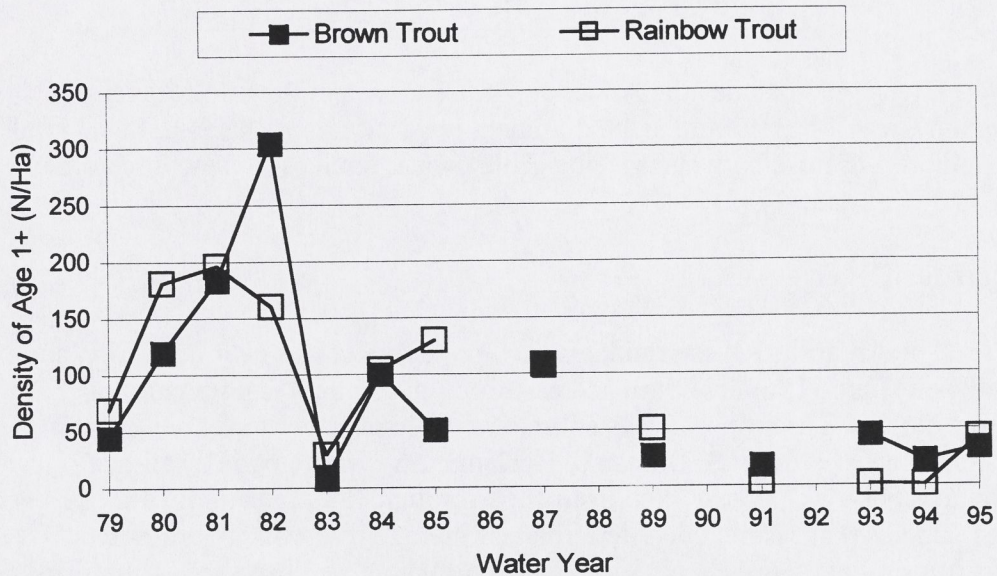 Brown Trout Rainbow Trout
Density of Age 1+ (N/Ha)
350
300
250
200
150
100
50
0
79 80 81 82 83 84 85 86 87 88 89 90 91 92 93 94 95
Water Year